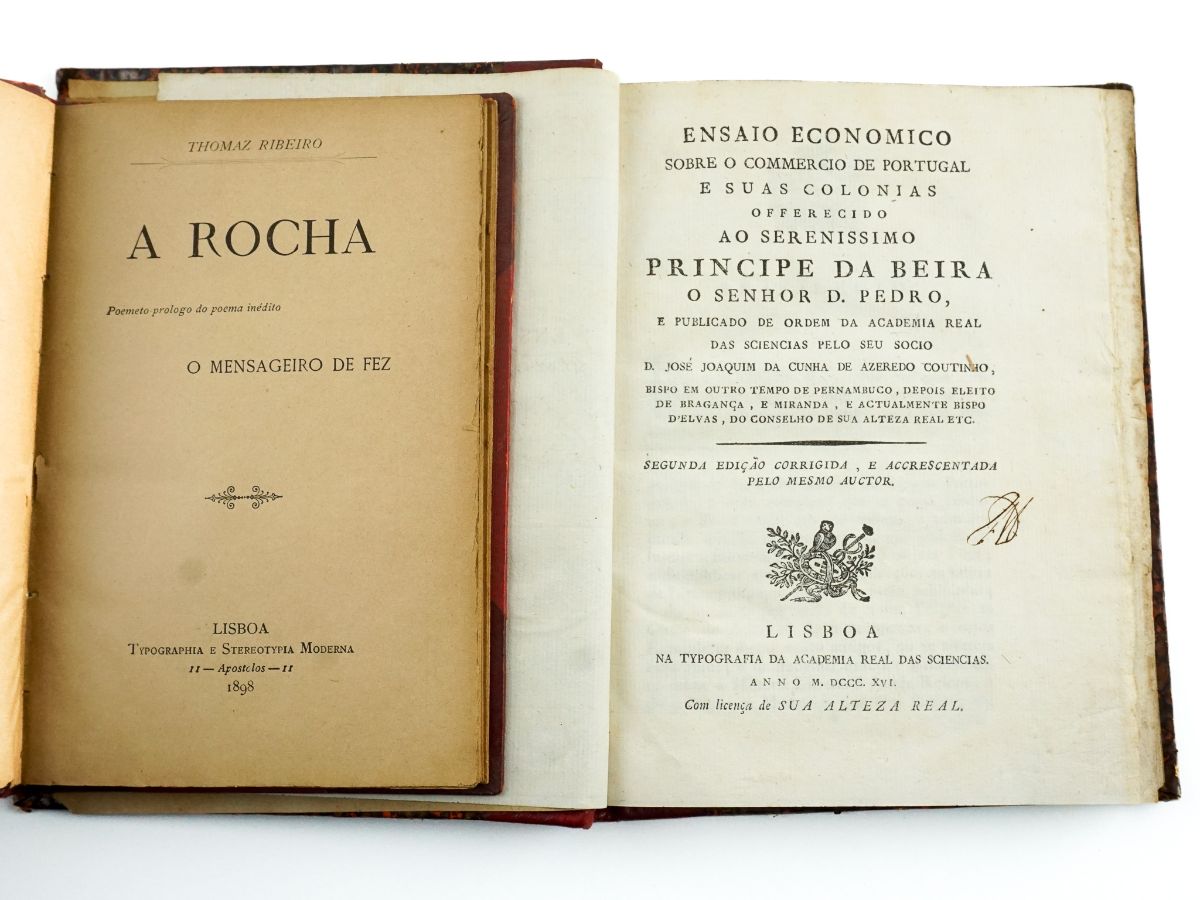 THOMAZ RIBEIRO
A ROCHA
Poemeto-prologo do poema inédito
O MENSAGEIRO DE FEZ
LISBOA
TYPOGRAPHIA E STEREOTYPIA MODERNA
11 — Apostolos — 11
1898
ENSAIO ECONOMICO
SOBRE O COMMERCIO DE PORTUGAL
E SUAS COLONIAS
OFFERECIDO
AO SERENISSIMO
PRINCIPE DA BEIRA
O SENHOR D. PEDRO,
E PUBLICADO DE ORDEM DA ACADEMIA REAL
DAS SCIENCIAS PELO SEU SOCIO
D. JOSÉ JOAQUIM DA CUNHA DE AZEREDO COUTINHO,
BISPO EM OUTRO TEMPO DE PERNAMBUCO, DEPOIS ELEITO
DE BRAGANÇA, E MIRANDA, E ACTUALMENTE BISPO
D'ELVAS, DO CONSELHO DE SUA ALTEZA REAL ETC.
SEGUNDA EDIÇÃO CORRIGIDA, E ACCRESCENTADA
PELO MESMO AUCTOR.
LISBOA
NA TYPOGRAFIA DA ACADEMIA REAL DAS SCIENCIAS.
ANNO M. DCCC. XVI.
Com licença de SUA ALTEZA REAL.